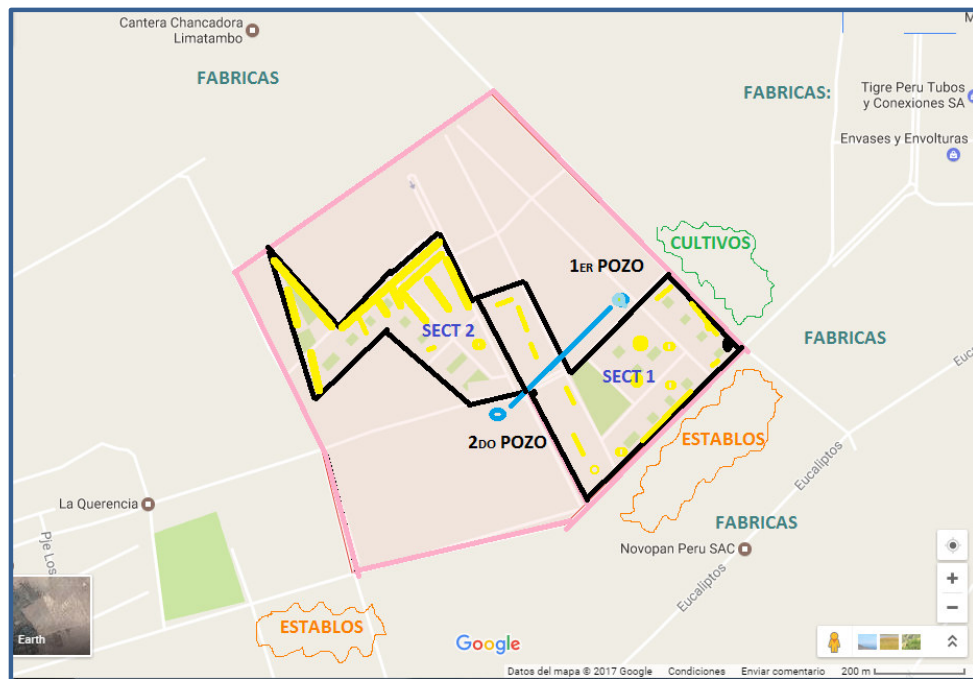 M
Cantera Chancadora
Limatambo
FABRICAS
FABRICAS:
Tigre Peru Tubos
y Conexiones SA
Envases y Envolturas
CULTIVOS
1ER POZO
SECT 2
FABRICAS
SECT 1
2DO POZO
ESTABLOS
Eucaliptos
La Querencia
FABRICAS
Novopan Peru SAC
Pje Los
Eucaliptos
ESTABLOS
Earth
Google
Datos del mapa © 2017 Google Condiciones Enviar comentario 200 m